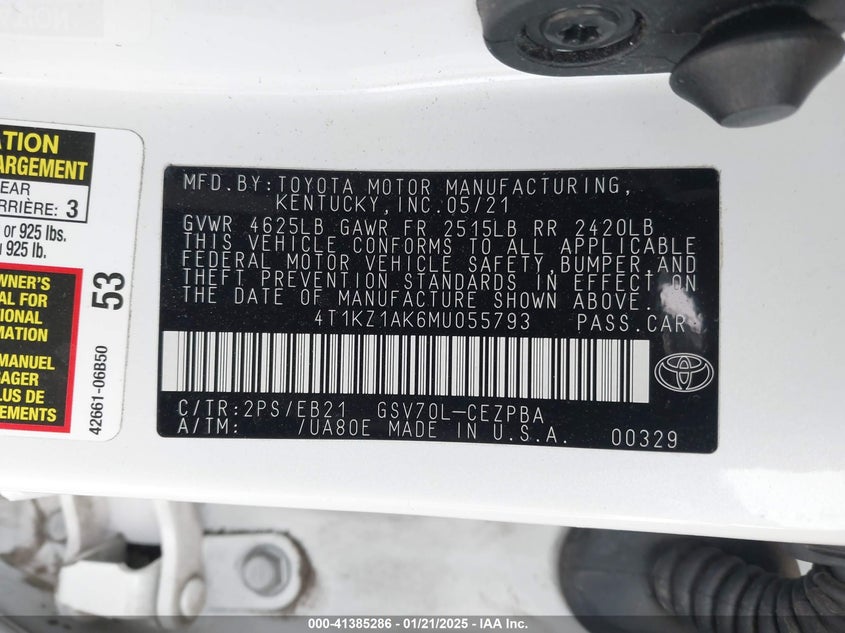 ATION
ARGEMENT
EAR
RRIÈRE: 3
or 925 lbs.
u 925 lb.
WNER'S
AL FOR
IONAL
MATION
MANUEL
SAGER
LUS DE
EMENTS
53
42661-06B50
MFD.BY:TOYOTA MOTOR MANUFACTURING,
KENTUCKY,INC.05/21
GVWR 4625LB GAWR FR 2515LB RR 2420LB
THIS VEHICLE CONFORMS TO ALL APPLICABLE
FEDERAL MOTOR VEHICLE SAFETY,BUMPER,AND
THEFT PREVENTION STANDARDS IN EFFECT ON
THE DATE OF MANUFACTURE SHOWN ABOVE.
4T1KZ1AK6MU055793 PASS.CAR
C/TR:2PS/EB21 GSV70L-CEZPBA
A/TM: /UA80E MADE IN U.S.A. 00329
000-41385286 - 01/21/2025 - IAA Inc.